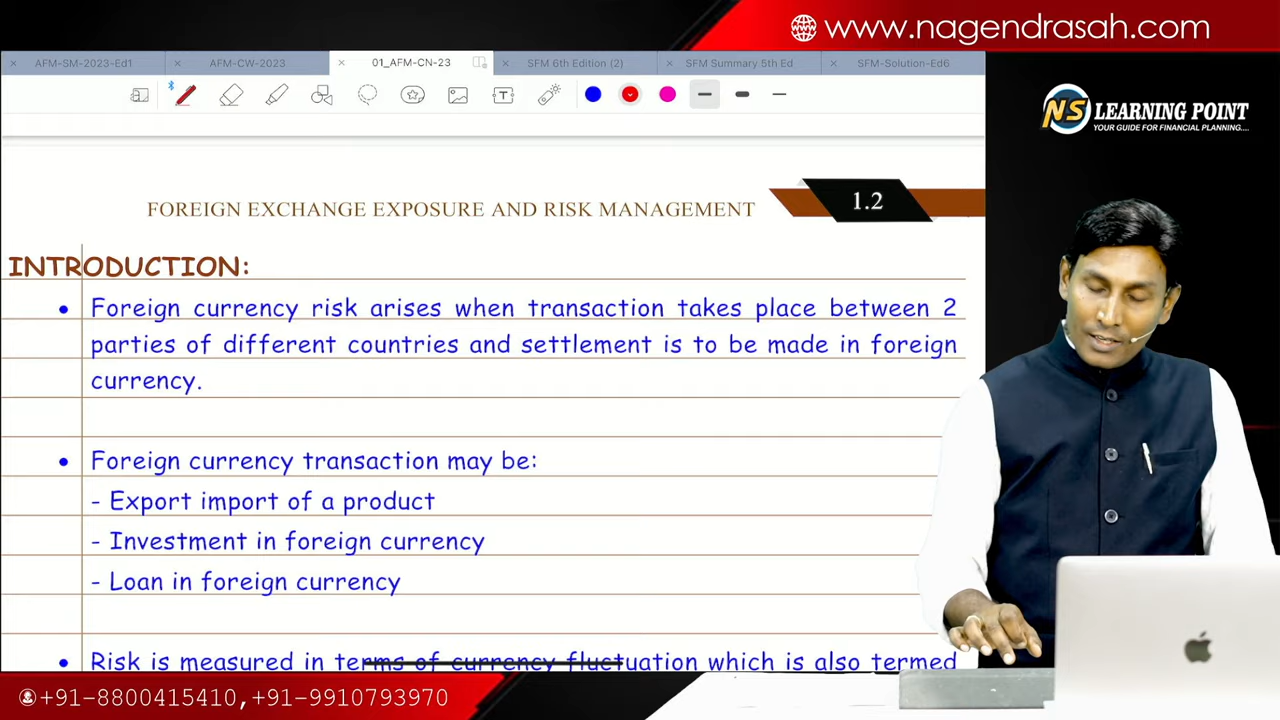 www.nagendrasah.com
AFM-SM-2023-Ed1
AFM-CW-2023
01_AFM-CN-23
SFM 6th Edition (2)
SFM Summary 5th Ed
SFM-Solution-Ed6
T
NS LEARNING POINT
YOUR GUIDE FOR FINANCIAL PLANNING....
FOREIGN EXCHANGE EXPOSURE AND RISK MANAGEMENT
1.2
INTRODUCTION:
• Foreign currency risk arises when transaction takes place between 2
parties of different countries and settlement is to be made in foreign
currency.
• Foreign currency transaction may be:
- Export import of a product
- Investment in foreign currency
- Loan in foreign currency
• Risk is measured in terms of currency fluctuation which is also termed
+91-8800415410,+91-9910793970